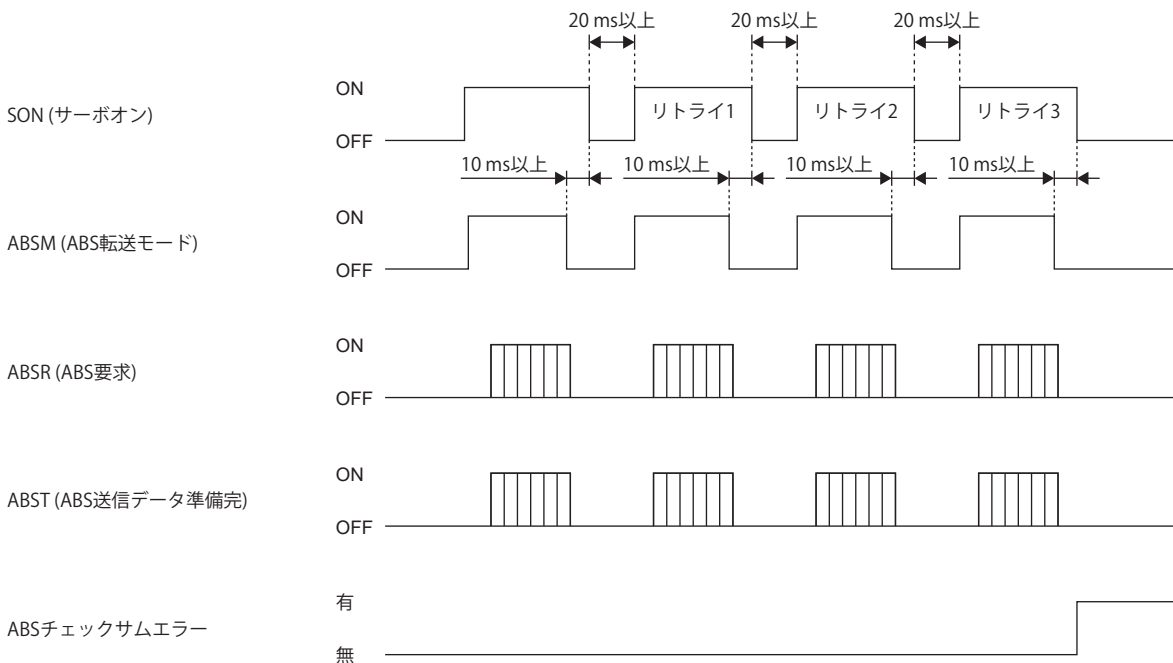 20 ms以上 20 ms以上 20 ms以上
SON (サーボオン)
ON
OFF
リトライ1 リトライ2 リトライ3
10 ms以上 10 ms以上 10 ms以上 10 ms以上
ABSM (ABS転送モード)
ON
OFF
ABSR (ABS要求)
ON
OFF
ABST (ABS送信データ準備完)
ON
OFF
ABSチェックサムエラー
有
無